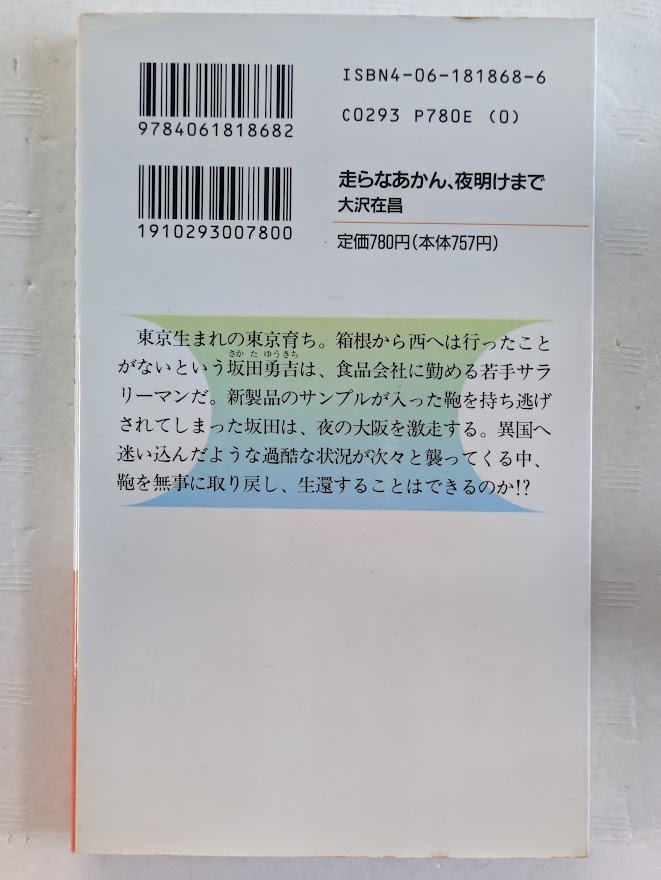 9784061818682
ISBN4-06-181868-6
C0293 P780E (0)
1910293007800
走らなあかん、夜明けまで
大沢在昌
定価780円(本体757円)
東京生まれの東京育ち。箱根から西へは行ったこと
さかたゆうきち
がないという坂田勇吉は、食品会社に勤める若手サラ
リーマンだ。新製品のサンプルが入った鞄を持ち逃げ
されてしまった坂田は、夜の大阪を激走する。異国へ
迷い込んだような過酷な状況が次々と襲ってくる中、
鞄を無事に取り戻し、生還することはできるのか!?